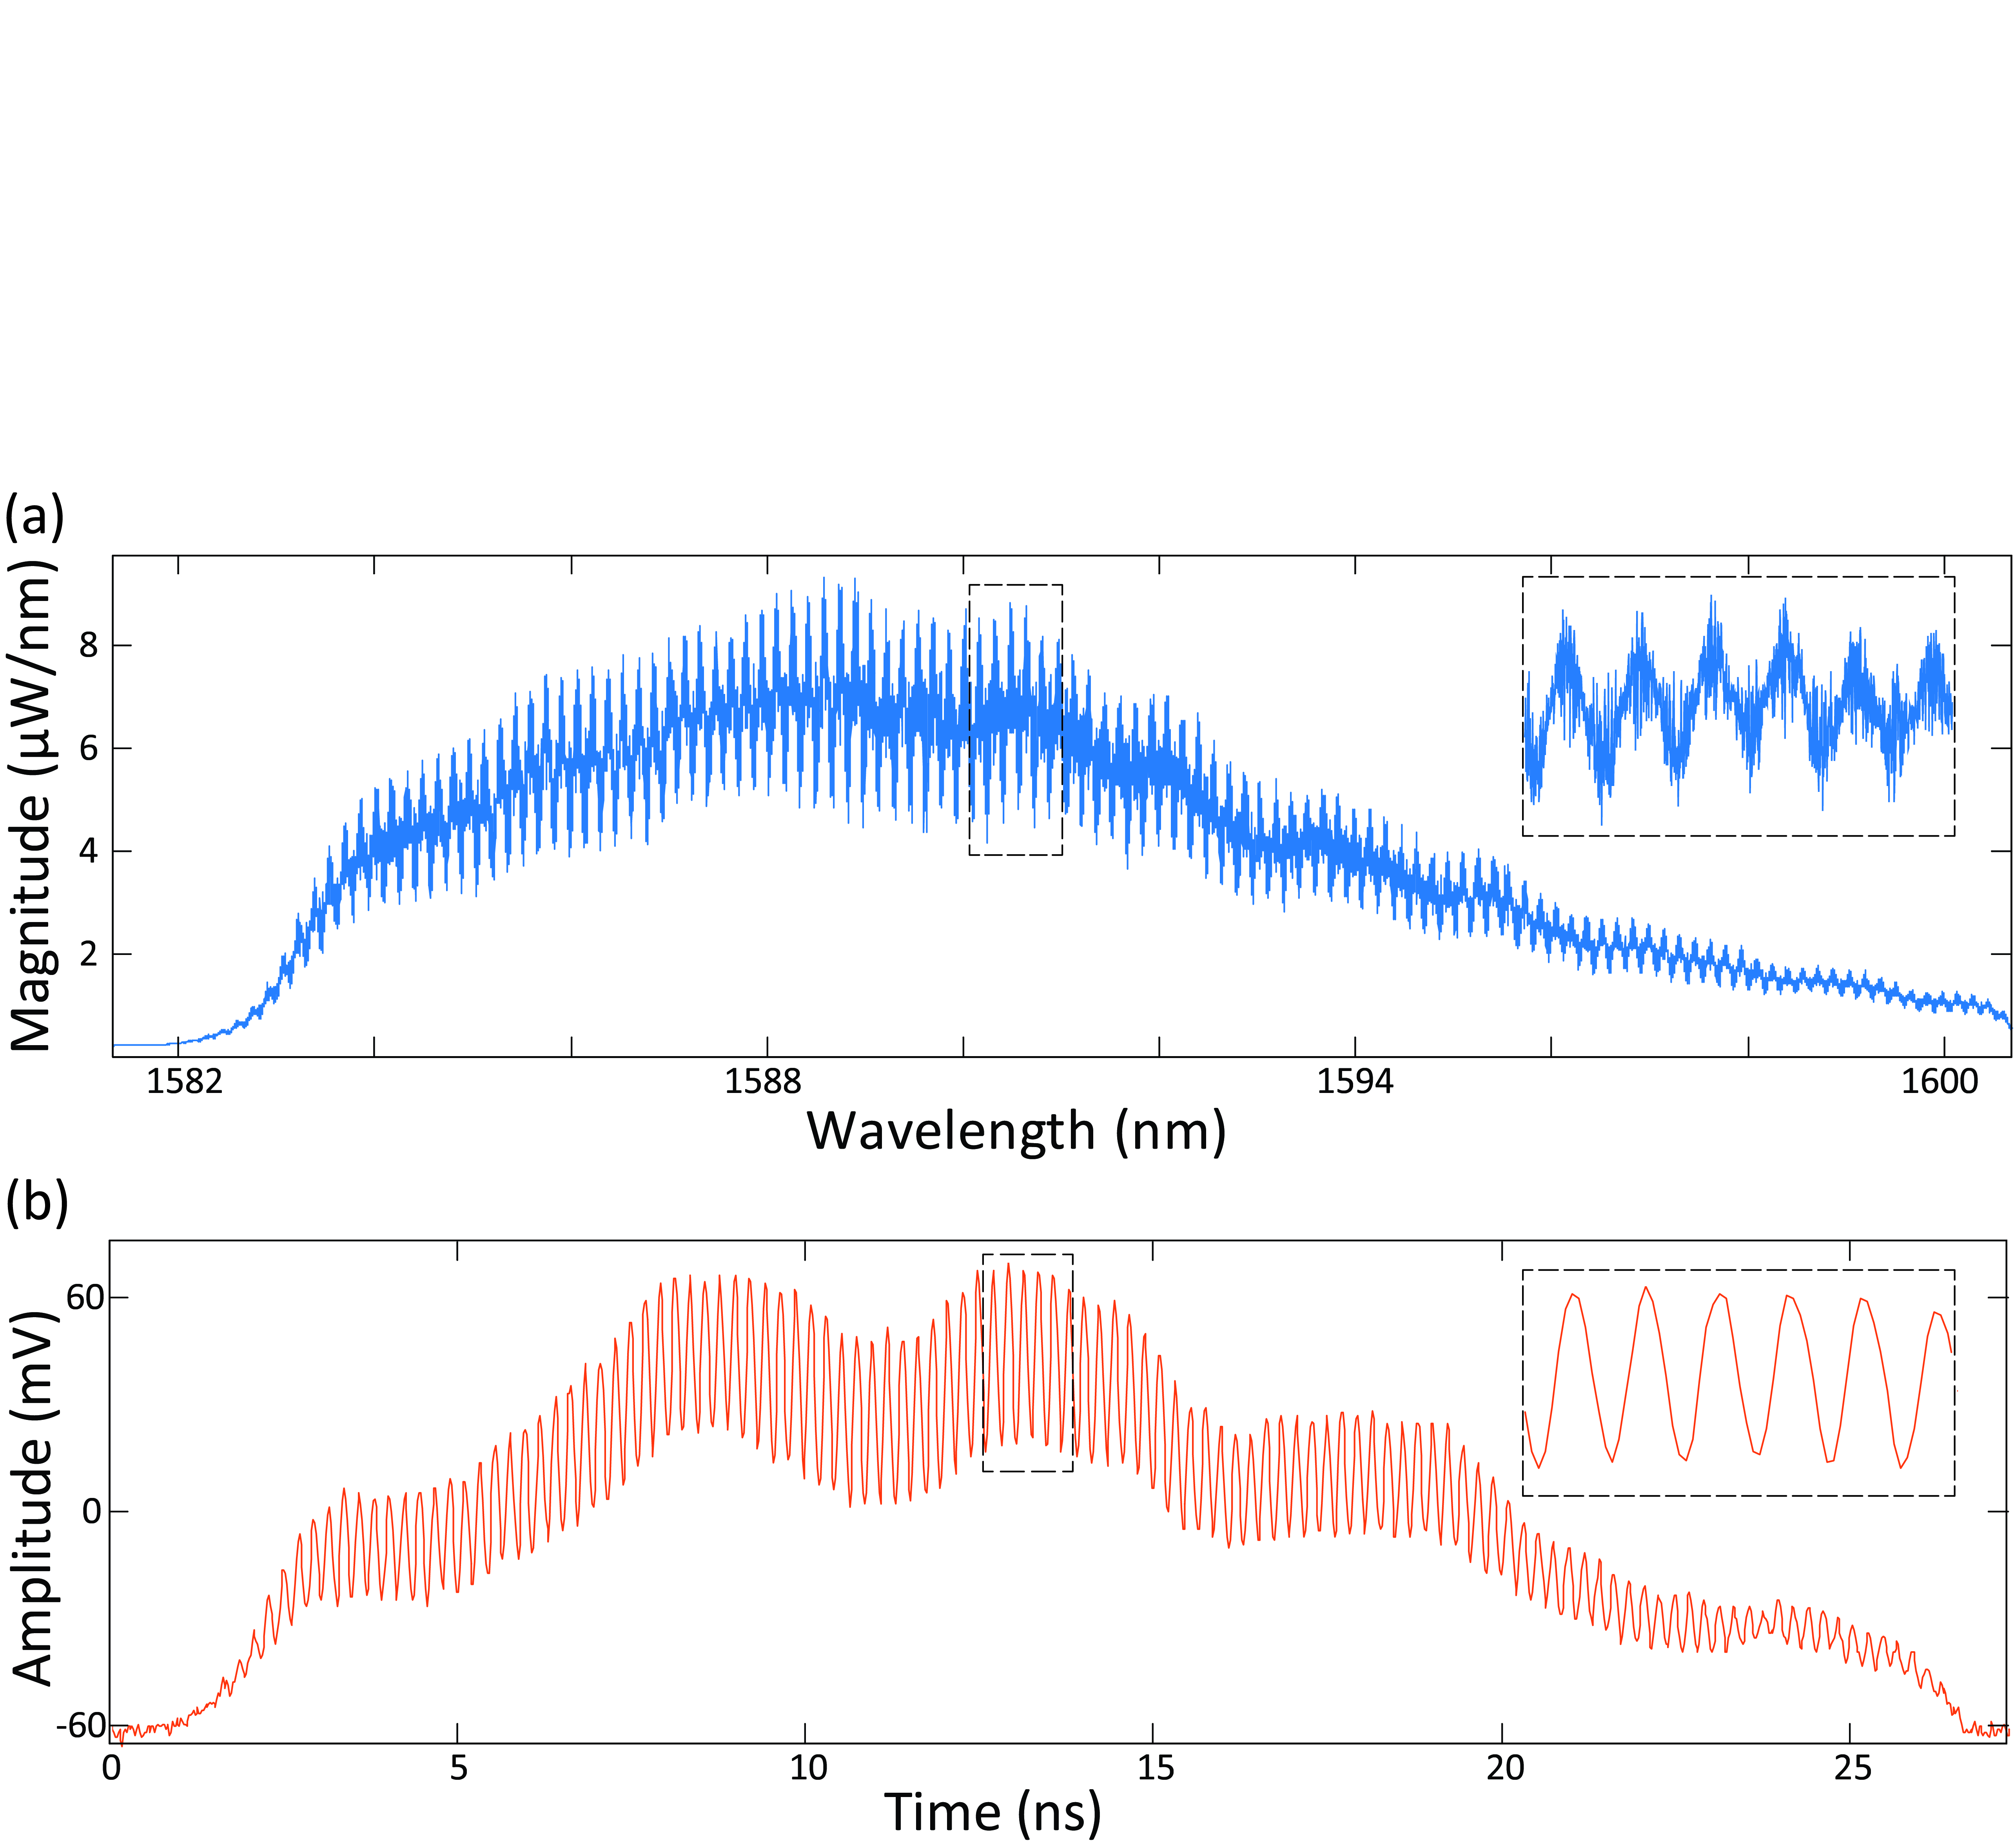 (a)
Magnitude (µW/nm)
8
6
4
2
1582 1588 1594 1600
Wavelength (nm)
(b)
Amplitude (mV)
60
0
-60
0 5 10 15 20 25
Time (ns)